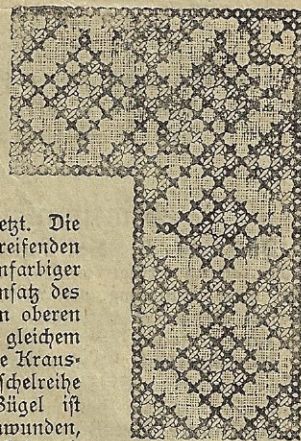 etzt. Die
reifenden
nfarbiger
nsatz des
n oberen
gleichem
e Kraus-
schelreihe
Bügel ist
wunden,